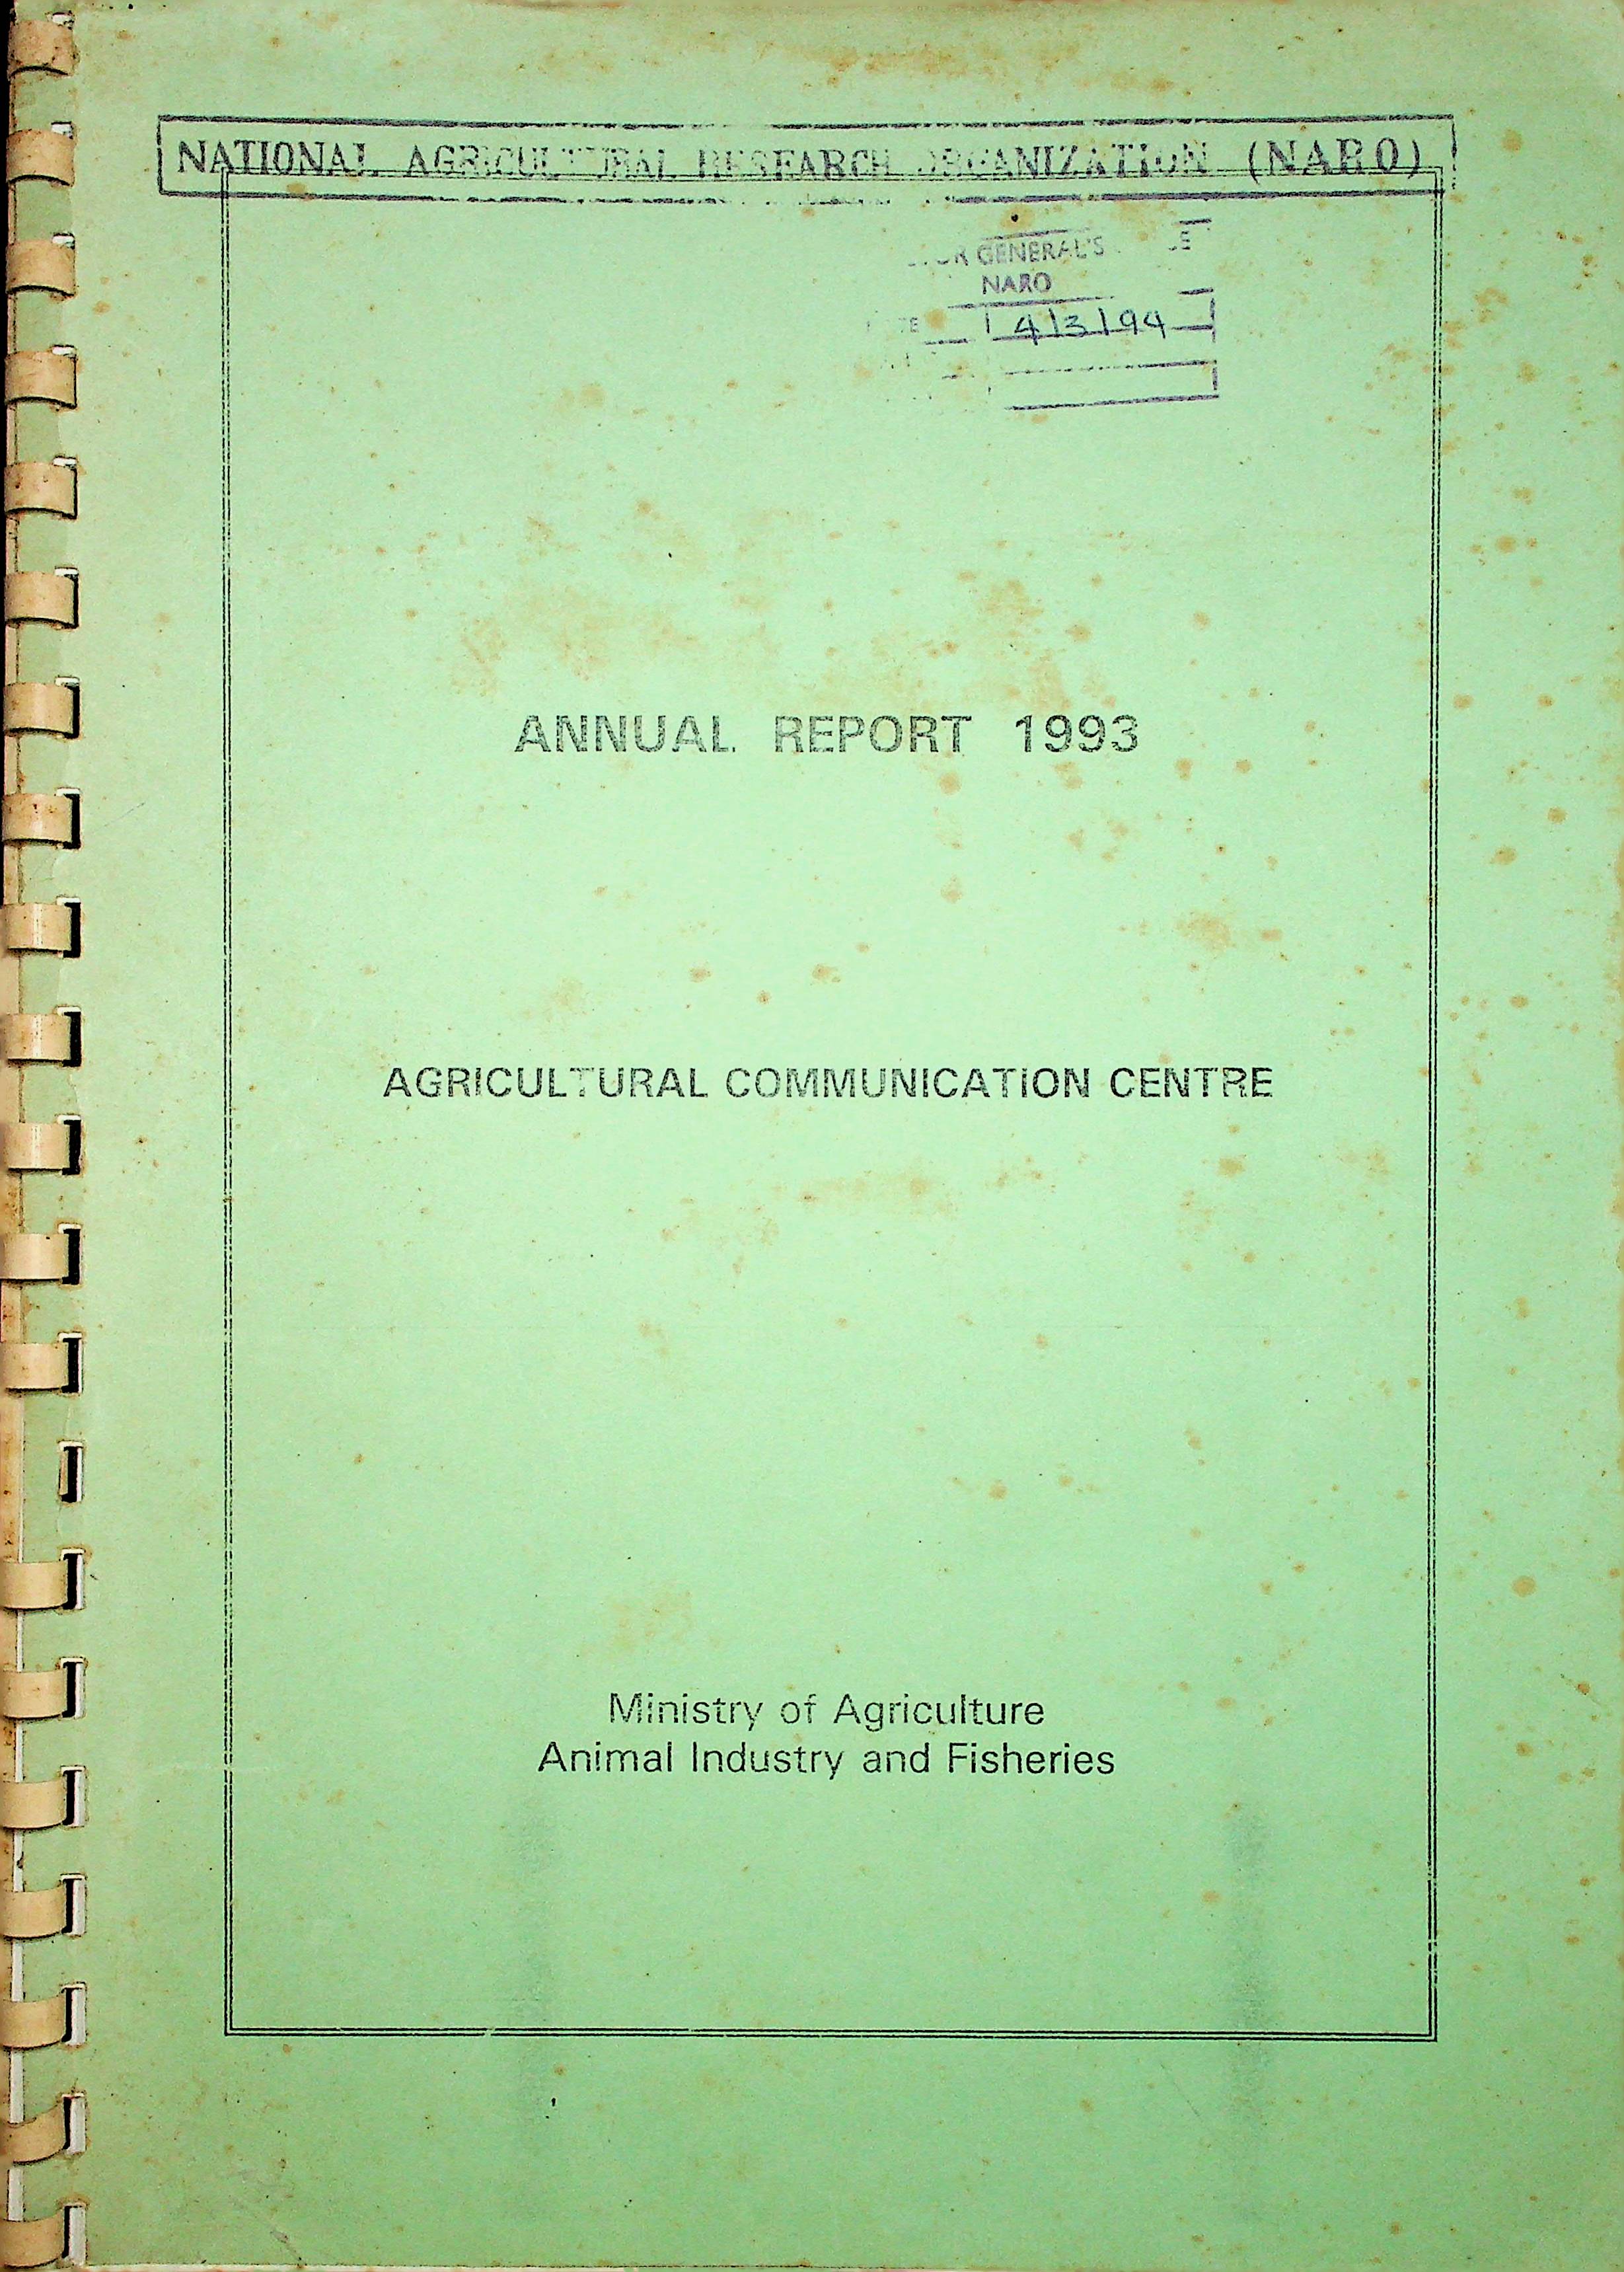 NATIONAL AGRICULTURAL RESEARCH ORGANIZATION (NARO)
GENERAL'S
NARO
4/3/94
ANNUAL REPORT 1993
AGRICULTURAL COMMUNICATION CENTRE
Ministry of Agriculture
Animal Industry and Fisheries